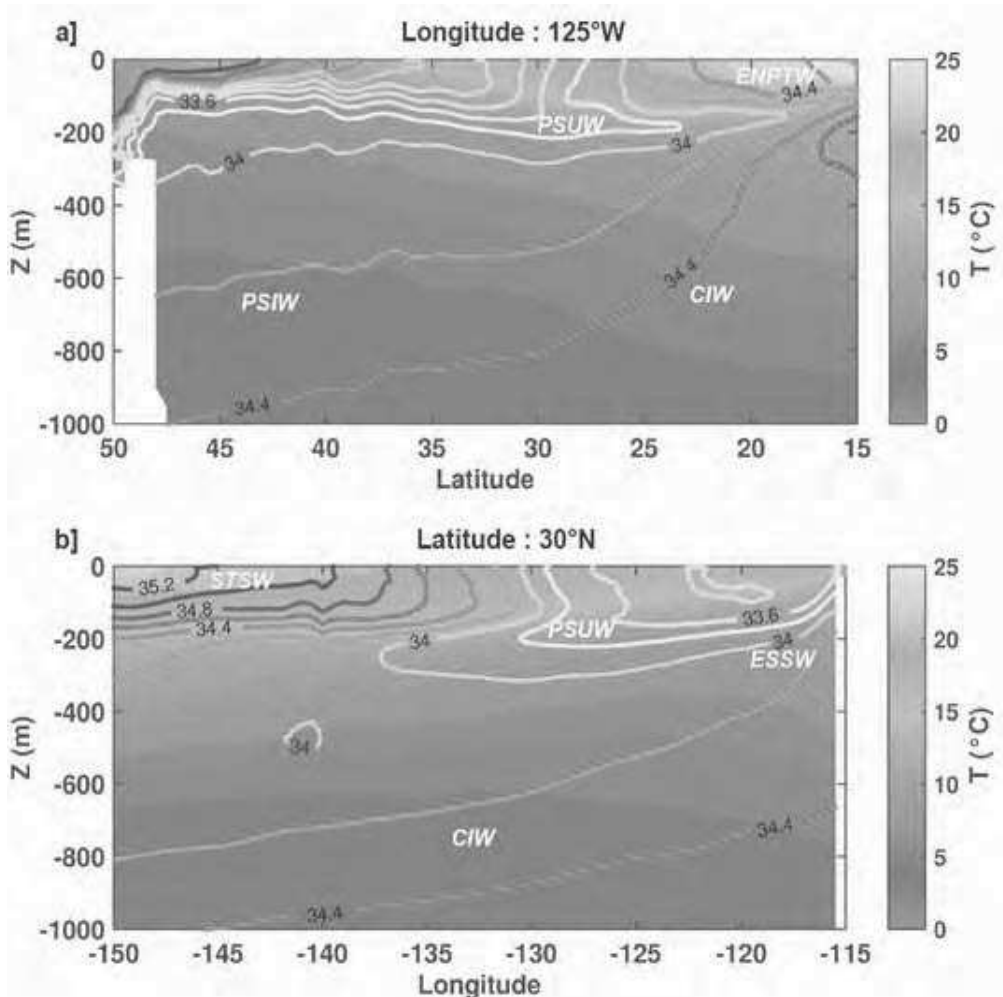 a]
Longitude : 125°W
0
-200
-400
-600
-800
-1000
Z (m)
50 45 40 35 30 25 20 15
Latitude
33.6
34
34.4
34.4
34
34.4
PSUW
ENPTW
PSIW
CIW
25
20
15
10
5
0
T (°C)
b]
Latitude : 30°N
0
-200
-400
-600
-800
-1000
Z (m)
-150 -145 -140 -135 -130 -125 -120 -115
Longitude
35.2
34.8
34.4
34
33.6
34
34
34.4
34.4
STSW
PSUW
ESSW
CIW
25
20
15
10
5
0
T (°C)